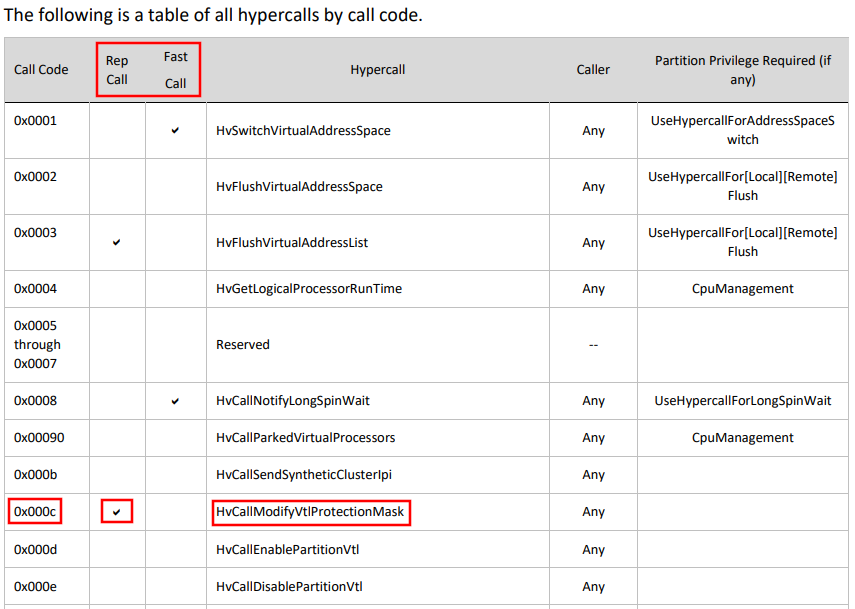 The following is a table of all hypercalls by call code.
Call Code
Rep
Call
Fast
Call
Hypercall
Caller
Partition Privilege Required (if
any)
0x0001
✔
HvSwitchVirtualAddressSpace
Any
UseHypercallForAddressSpaceS
witch
0x0002
HvFlushVirtualAddressSpace
Any
UseHypercallFor[Local][Remote]
Flush
0x0003
✔
HvFlushVirtualAddressList
Any
UseHypercallFor[Local][Remote]
Flush
0x0004
HvGetLogicalProcessorRunTime
Any
CpuManagement
0x0005
through
0x0007
Reserved
--
0x0008
✔
HvCallNotifyLongSpinWait
Any
UseHypercallForLongSpinWait
0x00090
HvCallParkedVirtualProcessors
Any
CpuManagement
0x000b
HvCallSendSyntheticClusterIpi
Any
0x000c
✔
HvCallModifyVtlProtectionMask
Any
0x000d
HvCallEnablePartitionVtl
Any
0x000e
HvCallDisablePartitionVtl
Any